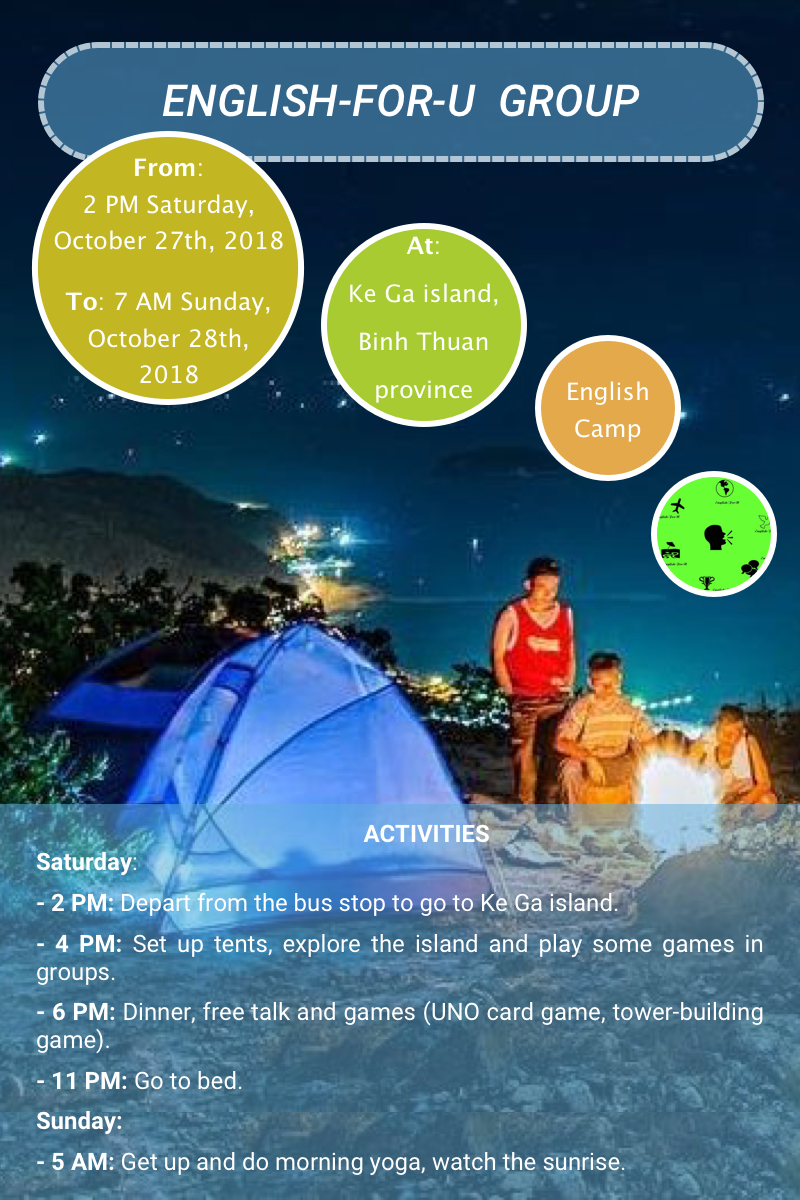 ENGLISH-FOR-U GROUP
From:
2 PM Saturday,
October 27th, 2018
To: 7 AM Sunday,
October 28th,
2018
At:
Ke Ga island,
Binh Thuan
province
English
Camp
ACTIVITIES
Saturday:
- 2 PM: Depart from the bus stop to go to Ke Ga island.
- 4 PM: Set up tents, explore the island and play some games in
groups.
- 6 PM: Dinner, free talk and games (UNO card game, tower-building
game).
- 11 PM: Go to bed.
Sunday:
- 5 AM: Get up and do morning yoga, watch the sunrise.